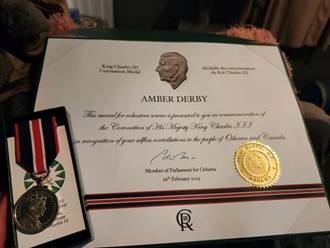 King Charles III
Coronation Medal
Médaille du couronnement
du Roi Charles III
AMBER DERBY
This award for volunteer service is presented to you in commemoration of
the Coronation of His Majesty King Charles III
in recognition of your selfless contributions to the people of Oshawa and Canada.
Member of Parliament for Oshawa
26th February 2025